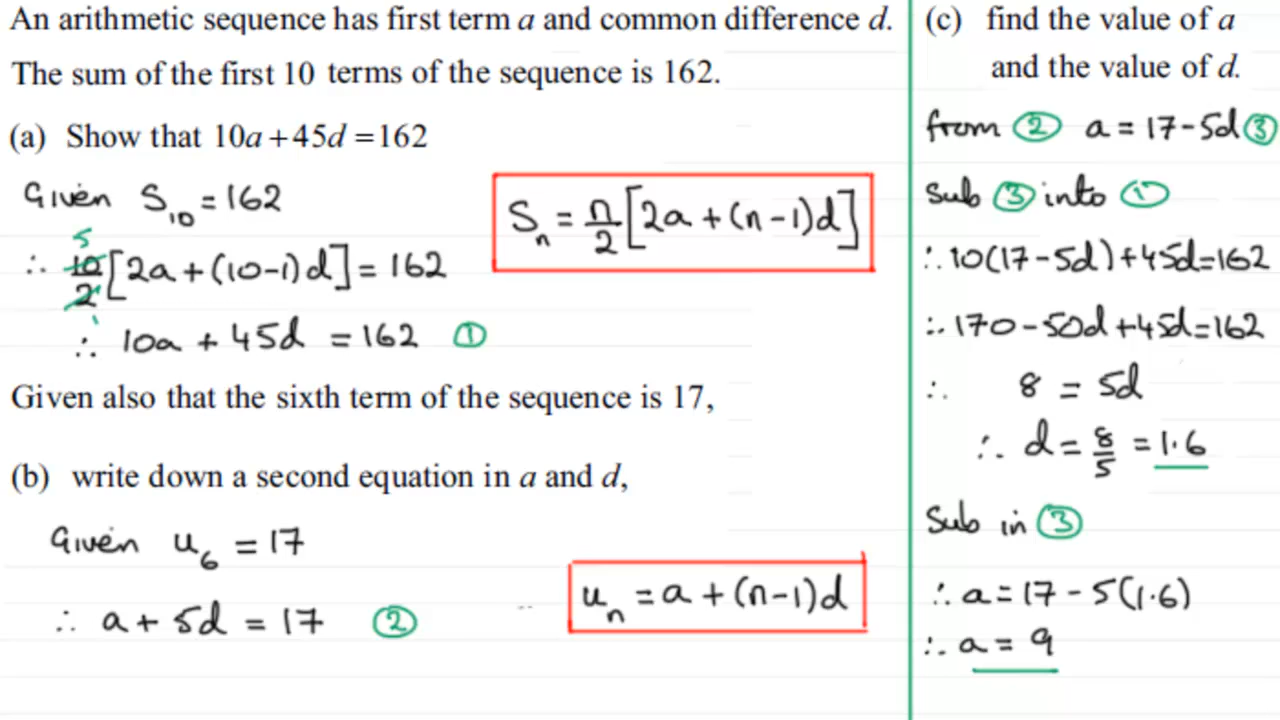 An arithmetic sequence has first term a and common difference d.
The sum of the first 10 terms of the sequence is 162.
(a) Show that 10a + 45d = 162
Given S₁₀ = 162
Sₙ = n/2 [2a + (n-1)d]
∴ 10/2 [2a + (10-1)d] = 162
5
1
∴ 10a + 45d = 162 ①
Given also that the sixth term of the sequence is 17,
(b) write down a second equation in a and d,
Given u₆ = 17
uₙ = a + (n-1)d
∴ a + 5d = 17 ②
(c) find the value of a
and the value of d.
from ② a = 17 - 5d ③
Sub ③ into ①
∴ 10(17 - 5d) + 45d = 162
∴ 170 - 50d + 45d = 162
∴ 8 = 5d
∴ d = 8/5 = 1·6
Sub in ③
∴ a = 17 - 5(1·6)
∴ a = 9